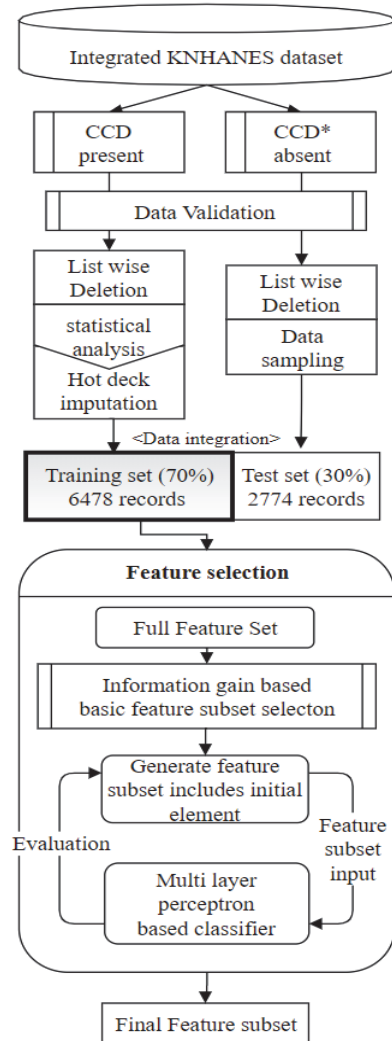 Integrated KNHANES dataset
CCD
present
CCD*
absent
Data Validation
List wise
Deletion
statistical
analysis
Hot deck
imputation
List wise
Deletion
Data
sampling
<Data integration>
Training set (70%)
6478 records
Test set (30%)
2774 records
Feature selection
Full Feature Set
Information gain based
basic feature subset selecton
Generate feature
subset includes initial
element
Evaluation
Feature
subset
input
Multi layer
perceptron
based classifier
Final Feature subset